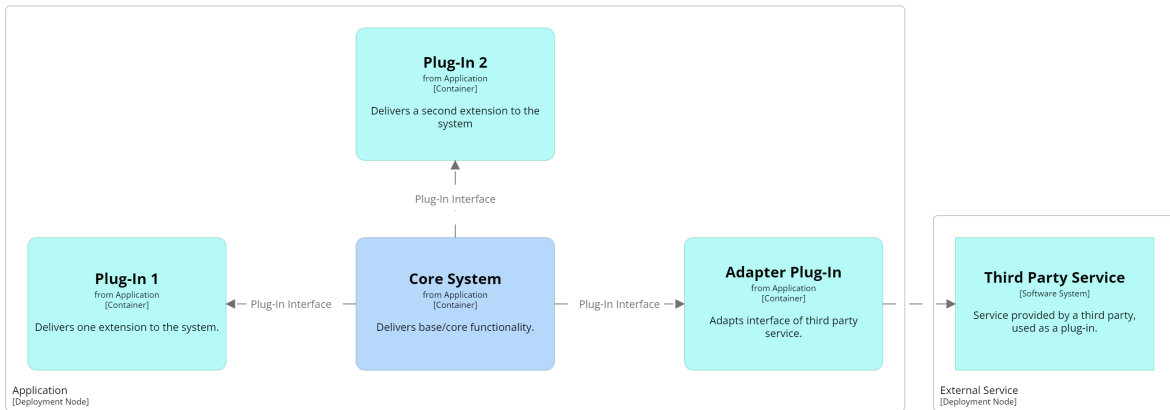 Plug-In 2
from Application
[Container]
Delivers a second extension to the
system
Plug-In Interface
Plug-In 1
from Application
[Container]
Delivers one extension to the system.
Plug-In Interface
Core System
from Application
[Container]
Delivers base/core functionality.
Plug-In Interface
Adapter Plug-In
from Application
[Container]
Adapts interface of third party
service.
Third Party Service
[Software System]
Service provided by a third party,
used as a plug-in.
Application
[Deployment Node]
External Service
[Deployment Node]